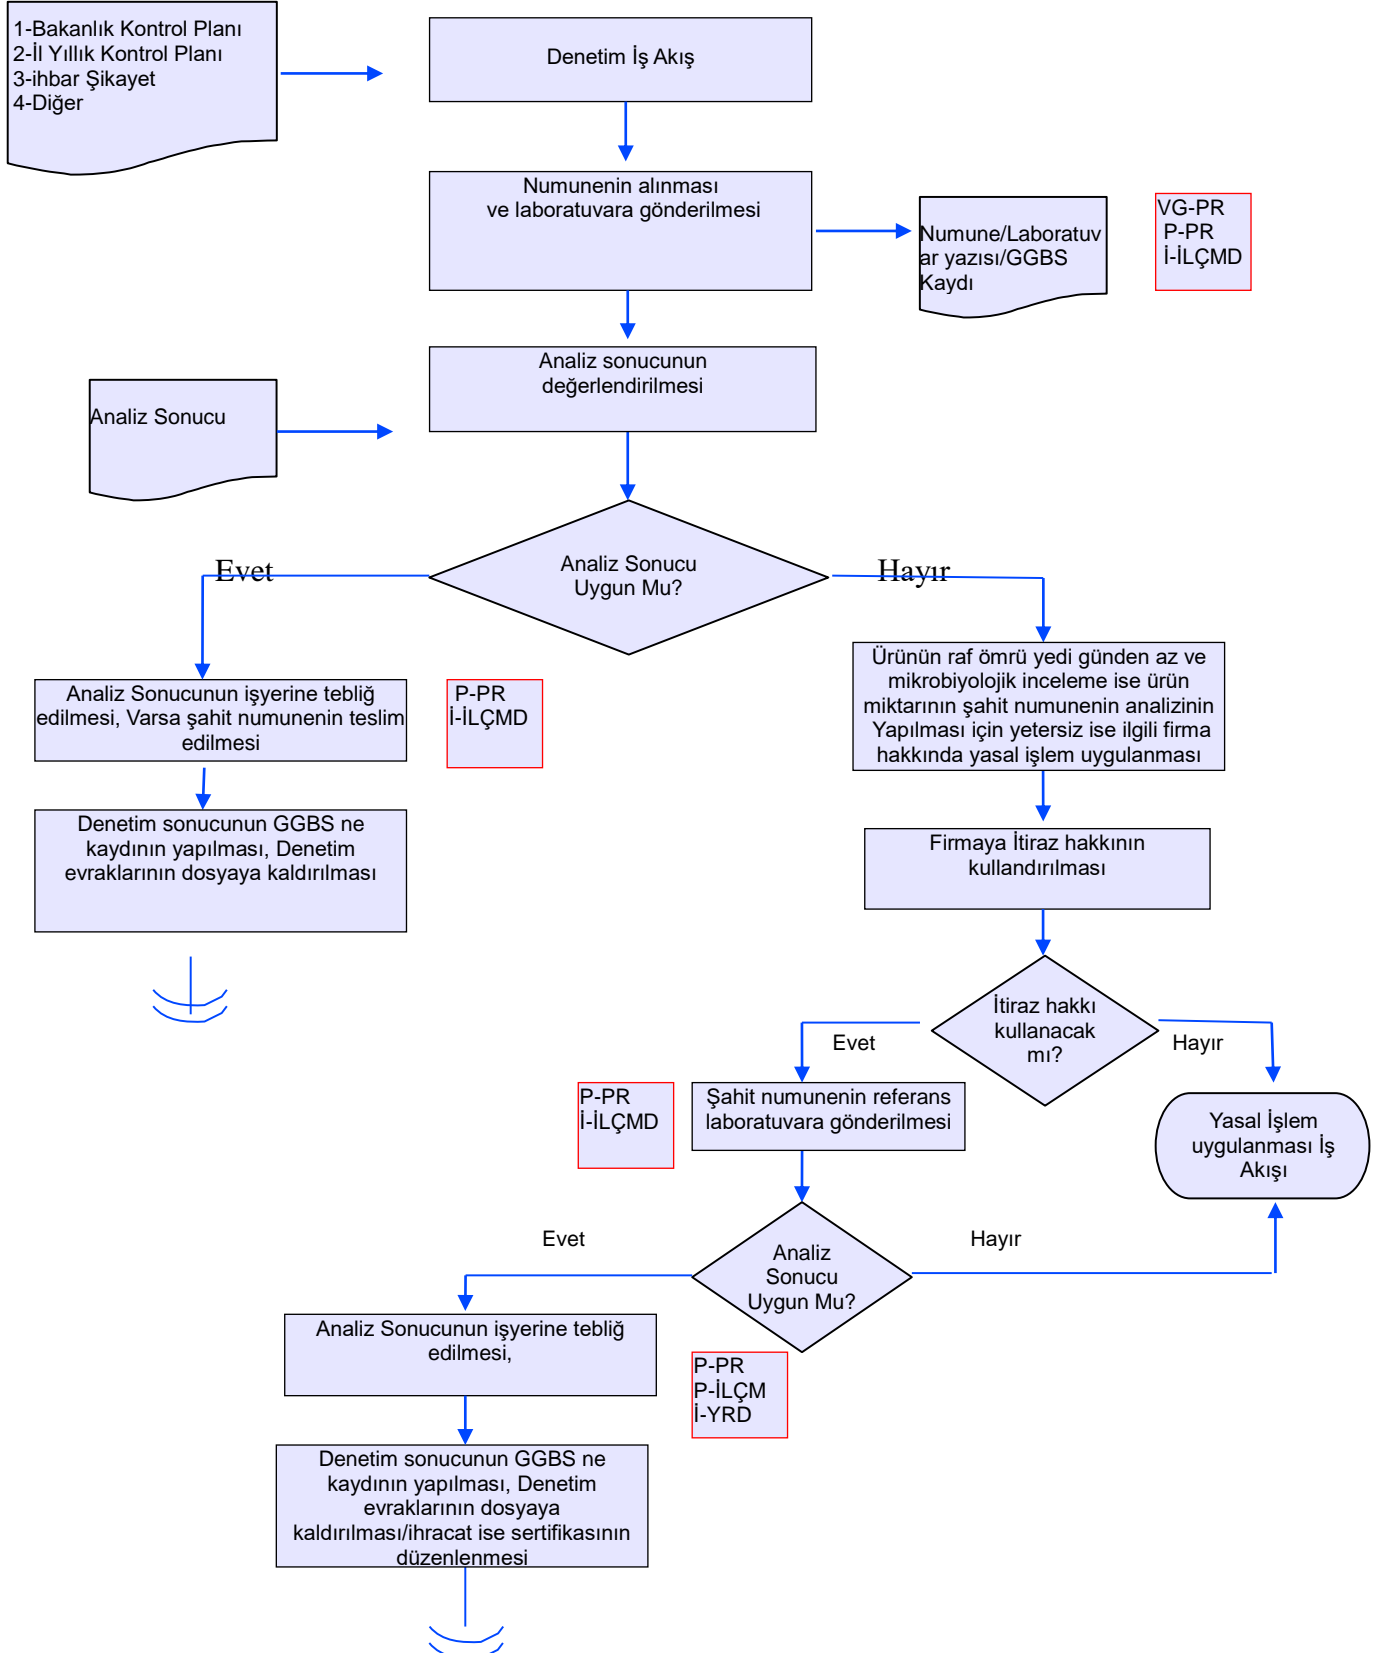 1-Bakanlık Kontrol Planı
2-İl Yıllık Kontrol Planı
3-ihbar Şikayet
4-Diğer
Denetim İş Akış
Numunenin alınması
ve laboratuvara gönderilmesi
Numune/Laboratuv
ar yazısı/GGBS
Kaydı
VG-PR
P-PR
İ-İLÇMD
Analiz sonucunun
değerlendirilmesi
Analiz Sonucu
Analiz Sonucu
Uygun Mu?
Evet
Hayır
Analiz Sonucunun işyerine tebliğ
edilmesi, Varsa şahit numunenin teslim
edilmesi
P-PR
İ-İLÇMD
Ürünün raf ömrü yedi günden az ve
mikrobiyolojik inceleme ise ürün
miktarının şahit numunenin analizinin
Yapılması için yetersiz ise ilgili firma
hakkında yasal işlem uygulanması
Denetim sonucunun GGBS ne
kaydının yapılması, Denetim
evraklarının dosyaya kaldırılması
Firmaya İtiraz hakkının
kullandırılması
İtiraz hakkı
kullanacak
mı?
Evet
Hayır
P-PR
İ-İLÇMD
Şahit numunenin referans
laboratuvara gönderilmesi
Yasal İşlem
uygulanması İş
Akışı
Evet
Hayır
Analiz
Sonucu
Uygun Mu?
Analiz Sonucunun işyerine tebliğ
edilmesi,
P-PR
P-İLÇM
İ-YRD
Denetim sonucunun GGBS ne
kaydının yapılması, Denetim
evraklarının dosyaya
kaldırılması/ihracat ise sertifikasının
düzenlenmesi